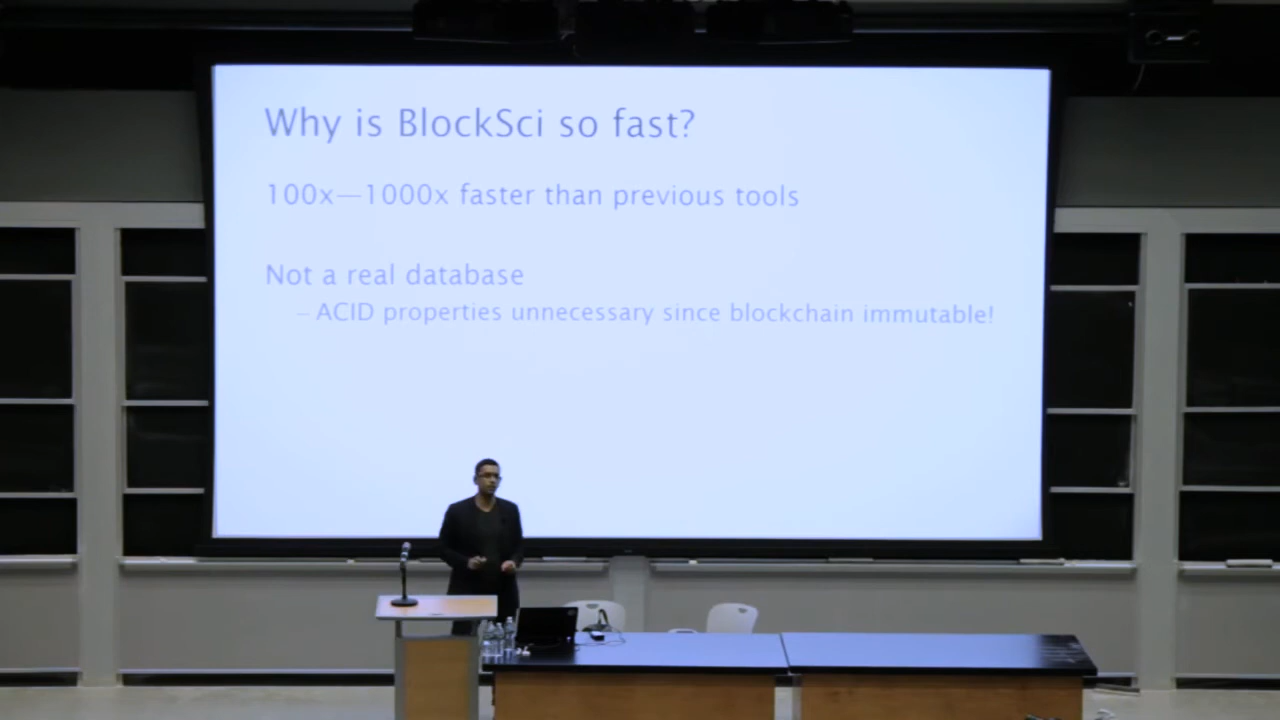 Why is BlockSci so fast?
100x—1000x faster than previous tools
Not a real database
– ACID properties unnecessary since blockchain immutable!